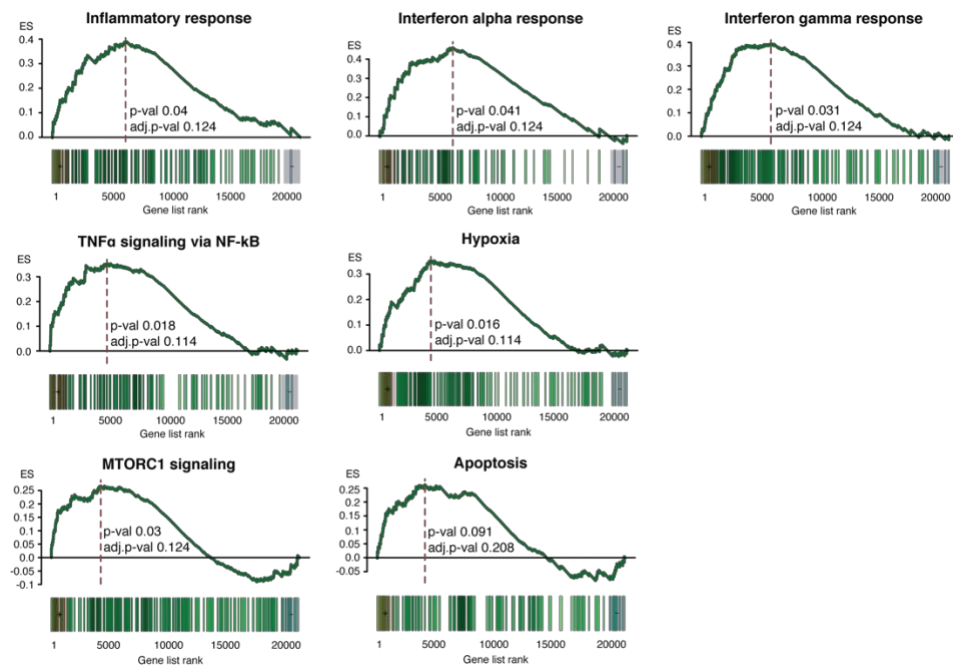 Inflammatory response
ES
0.4
0.3
0.2
0.1
0.0
p-val 0.04
adj.p-val 0.124
+
-
1 5000 10000 15000 20000
Gene list rank
Interferon alpha response
ES
0.4
0.3
0.2
0.1
0.0
p-val 0.041
adj.p-val 0.124
+
-
1 5000 10000 15000 20000
Gene list rank
Interferon gamma response
ES
0.4
0.3
0.2
0.1
0.0
p-val 0.031
adj.p-val 0.124
+
-
1 5000 10000 15000 20000
Gene list rank
TNFα signaling via NF-kB
ES
0.3
0.2
0.1
0.0
p-val 0.018
adj.p-val 0.114
+
-
1 5000 10000 15000 20000
Gene list rank
Hypoxia
ES
0.3
0.2
0.1
0.0
p-val 0.016
adj.p-val 0.114
+
-
1 5000 10000 15000 20000
Gene list rank
MTORC1 signaling
ES
0.25
0.2
0.15
0.1
0.05
0.0
-0.05
-0.1
p-val 0.03
adj.p-val 0.124
+
-
1 5000 10000 15000 20000
Gene list rank
Apoptosis
ES
0.25
0.20
0.15
0.10
0.05
0.0
-0.05
p-val 0.091
adj.p-val 0.208
+
-
1 5000 10000 15000 20000
Gene list rank